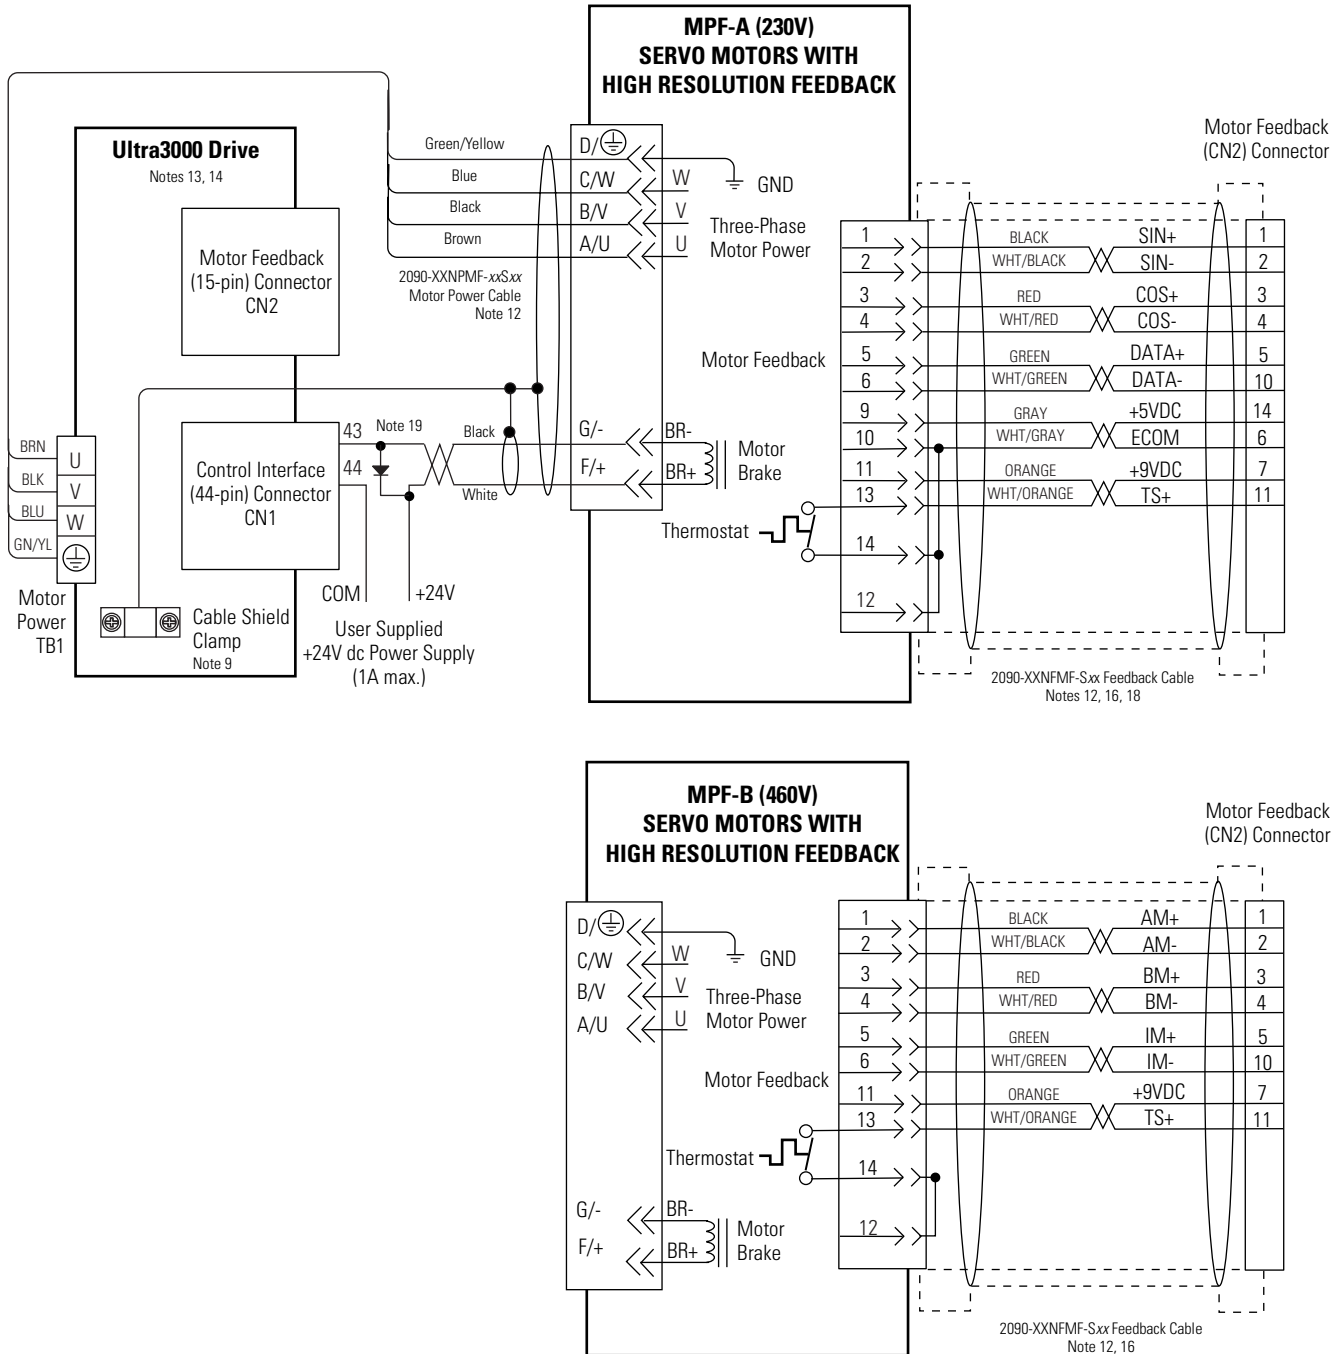 MPF-A (230V)
SERVO MOTORS WITH
HIGH RESOLUTION FEEDBACK
Motor Feedback
(CN2) Connector
Ultra3000 Drive
Notes 13, 14
Motor Feedback
(15-pin) Connector
CN2
Control Interface
(44-pin) Connector
CN1
BRN
U
BLK
V
BLU
W
GN/YL
Motor
Power
TB1
Cable Shield
Clamp
Note 9
Green/Yellow
Blue
Black
Brown
2090-XXNPMF-xxSxx
Motor Power Cable
Note 12
43
Note 19
44
Black
White
COM
+24V
User Supplied
+24V dc Power Supply
(1A max.)
D/
C/W
B/V
A/U
G/-
F/+
W
V
U
GND
Three-Phase
Motor Power
Motor Feedback
BR-
BR+
Motor
Brake
Thermostat
1 BLACK SIN+ 1
2 WHT/BLACK SIN- 2
3 RED COS+ 3
4 WHT/RED COS- 4
5 GREEN DATA+ 5
6 WHT/GREEN DATA- 10
9 GRAY +5VDC 14
10 WHT/GRAY ECOM 6
11 ORANGE +9VDC 7
13 WHT/ORANGE TS+ 11
14
12
2090-XXNFMF-Sxx Feedback Cable
Notes 12, 16, 18
MPF-B (460V)
SERVO MOTORS WITH
HIGH RESOLUTION FEEDBACK
Motor Feedback
(CN2) Connector
D/
C/W
B/V
A/U
G/-
F/+
W
V
U
GND
Three-Phase
Motor Power
Motor Feedback
Thermostat
BR-
BR+
Motor
Brake
1 BLACK AM+ 1
2 WHT/BLACK AM- 2
3 RED BM+ 3
4 WHT/RED BM- 4
5 GREEN IM+ 5
6 WHT/GREEN IM- 10
11 ORANGE +9VDC 7
13 WHT/ORANGE TS+ 11
14
12
2090-XXNFMF-Sxx Feedback Cable
Note 12, 16